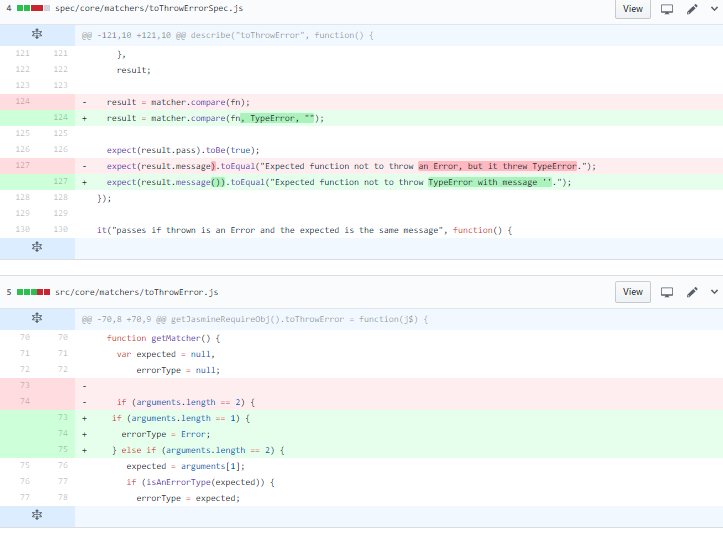 4 spec/core/matchers/toThrowErrorSpec.js View
@@ -121,10 +121,10 @@ describe("toThrowError", function() {
121 121 },
122 122 result;
123 123
124 - result = matcher.compare(fn);
124 + result = matcher.compare(fn, TypeError, "");
125 125
126 126 expect(result.pass).toBe(true);
127 - expect(result.message).toEqual("Expected function not to throw an Error, but it threw TypeError.");
127 + expect(result.message()).toEqual("Expected function not to throw TypeError with message ''.");
128 128 });
129 129
130 130 it("passes if thrown is an Error and the expected is the same message", function() {
5 src/core/matchers/toThrowError.js View
@@ -70,8 +70,9 @@ getJasmineRequireObj().toThrowError = function(j$) {
70 70 function getMatcher() {
71 71 var expected = null,
72 72 errorType = null;
73 -
74 - if (arguments.length == 2) {
73 + if (arguments.length == 1) {
74 + errorType = Error;
75 + } else if (arguments.length == 2) {
75 76 expected = arguments[1];
76 77 if (isAnErrorType(expected)) {
77 78 errorType = expected;